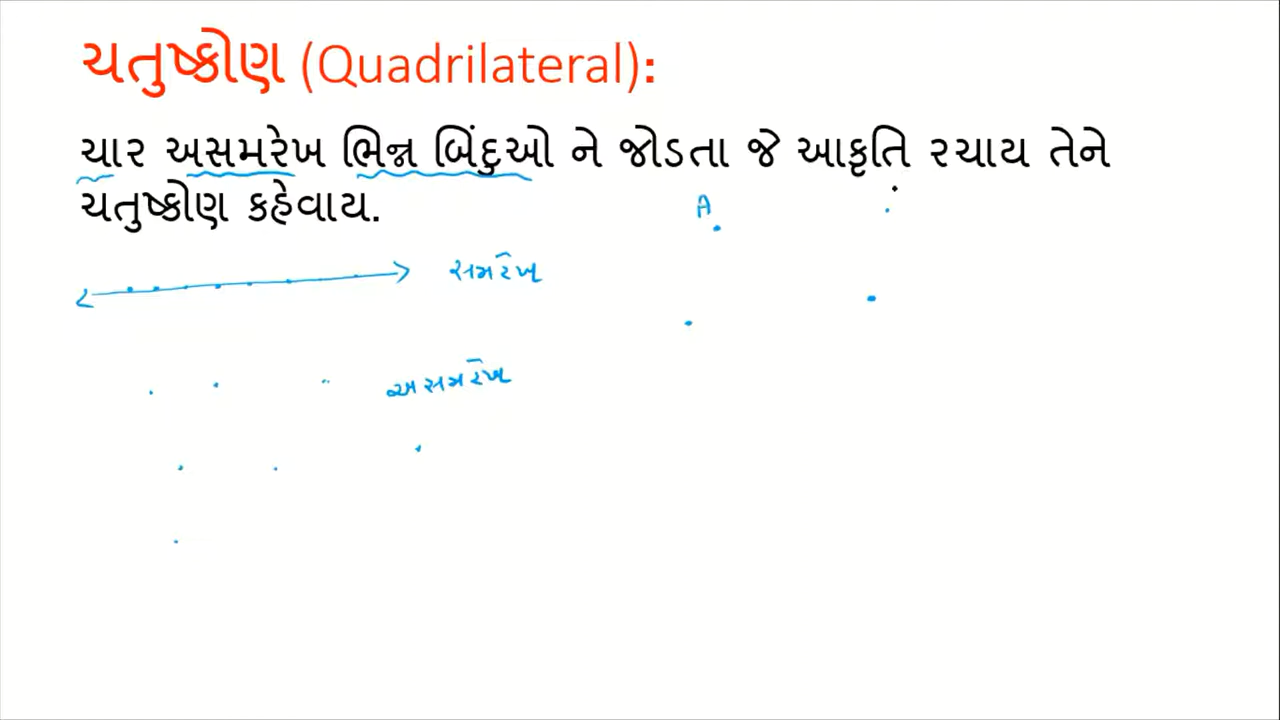 ચતુષ્કોણ (Quadrilateral):
ચાર અસમરેખ ભિન્ન બિંદુઓ ને જોડતા જે આકૃતિ રચાય તેને
ચતુષ્કોણ કહેવાય.
A
સમરેખ
અસમરેખ